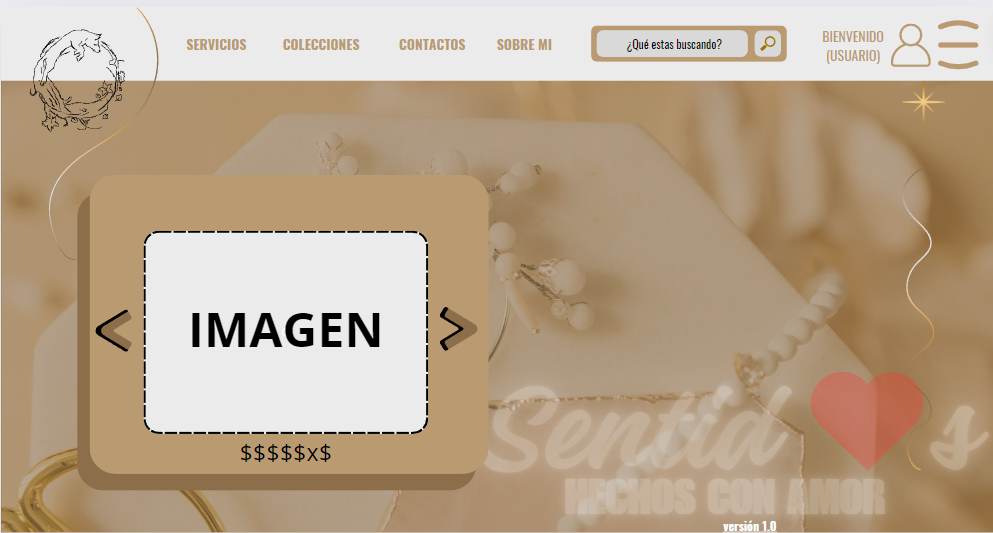 SERVICIOS COLECCIONES CONTACTOS SOBRE MI
¿Qué estas buscando?
BIENVENIDO
(USUARIO)
<
IMAGEN
>
$$$$$x$
Sentid❤s
HECHOS CON AMOR
versión 1.0